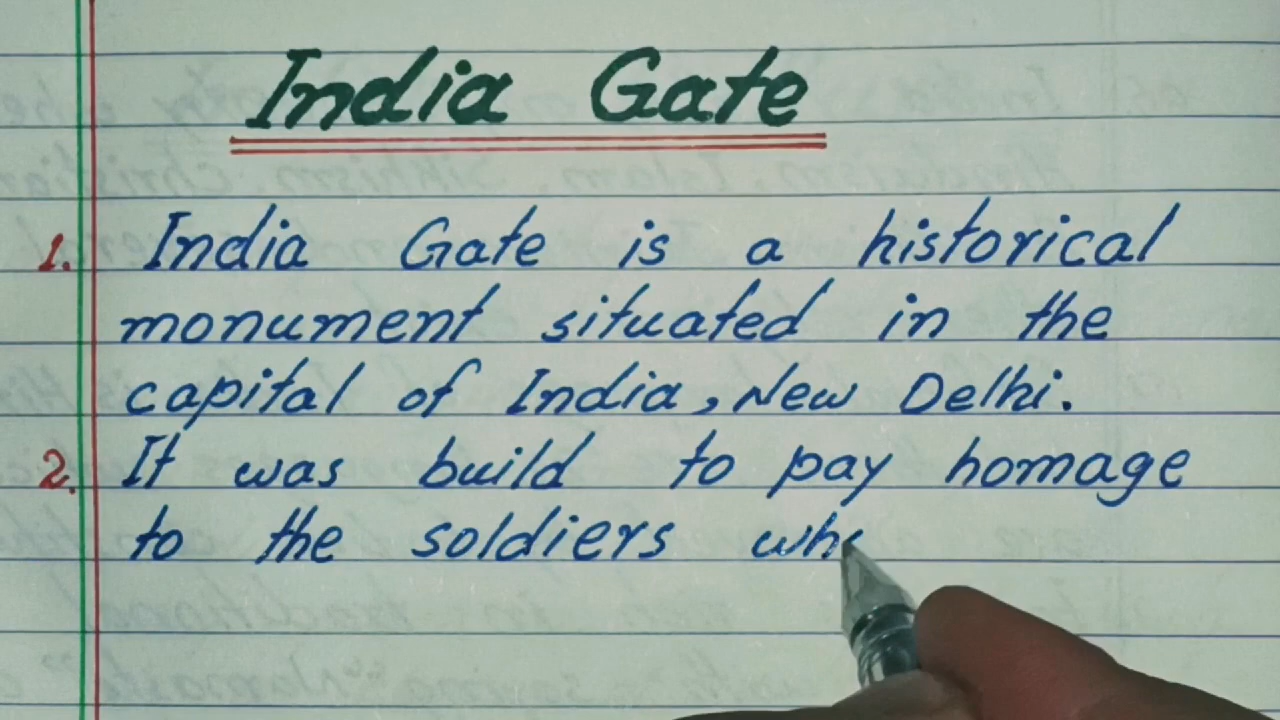 India Gate
1. India Gate is a historical
monument situated in the
capital of India, New Delhi.
2. It was build to pay homage
to the soldiers wh